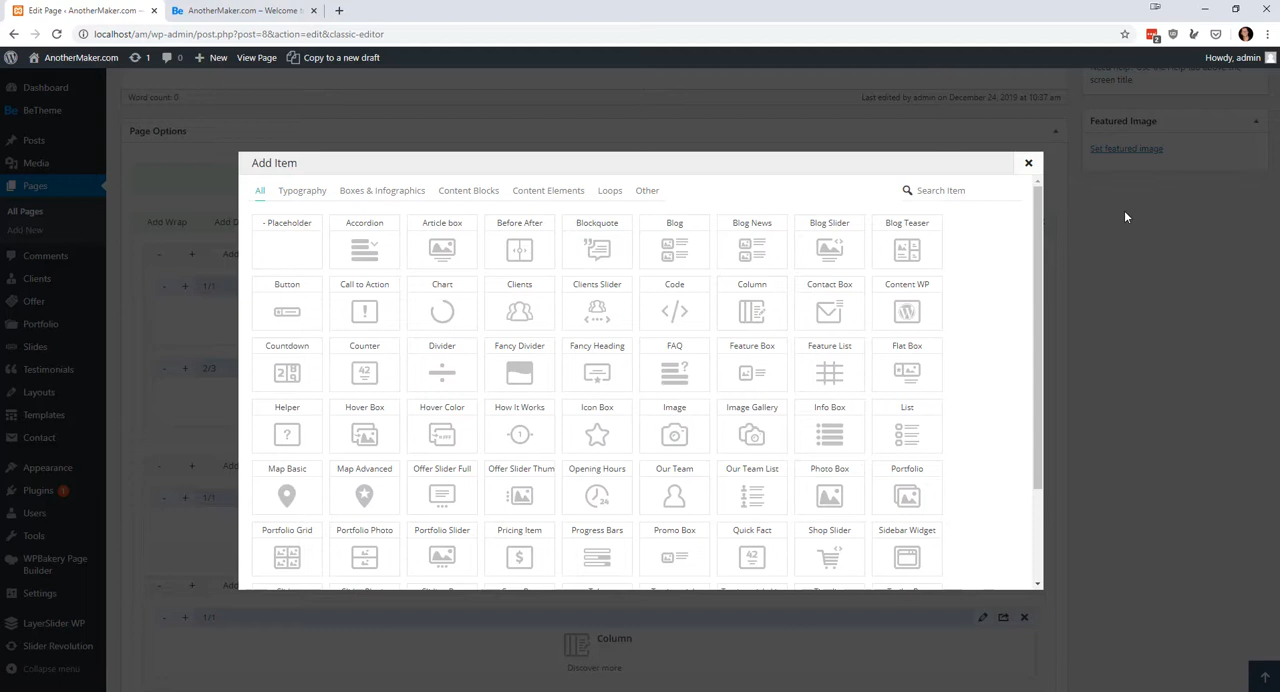 Edit Page ‹ AnotherMaker.com —
AnotherMaker.com – Welcome t
localhost/am/wp-admin/post.php?post=8&action=edit&classic-editor
2
AnotherMaker.com
1
0
New
View Page
Copy to a new draft
Howdy, admin
Dashboard
BeTheme
Posts
Media
Pages
All Pages
Add New
Comments
Clients
Offer
Portfolio
Slides
Testimonials
Layouts
Templates
Contact
Appearance
Plugins 1
Users
Tools
WPBakery Page
Builder
Settings
LayerSlider WP
Slider Revolution
Collapse menu
Word count: 0
Last edited by admin on December 24, 2019 at 10:37 am
screen title.
Page Options
Featured Image
Set featured image
Add Wrap
1/1
2/3
1/1
Add Item
All
Typography
Boxes & Infographics
Content Blocks
Content Elements
Loops
Other
Search Item
- Placeholder
Accordion
Article box
Before After
Blockquote
Blog
Blog News
Blog Slider
Blog Teaser
Button
Call to Action
Chart
Clients
Clients Slider
Code
Column
Contact Box
Content WP
Countdown
Counter
Divider
Fancy Divider
Fancy Heading
FAQ
Feature Box
Feature List
Flat Box
Helper
Hover Box
Hover Color
How It Works
Icon Box
Image
Image Gallery
Info Box
List
Map Basic
Map Advanced
Offer Slider Full
Offer Slider Thum
Opening Hours
Our Team
Our Team List
Photo Box
Portfolio
Portfolio Grid
Portfolio Photo
Portfolio Slider
Pricing Item
Progress Bars
Promo Box
Quick Fact
Shop Slider
Sidebar Widget
1/1
Column
Discover more